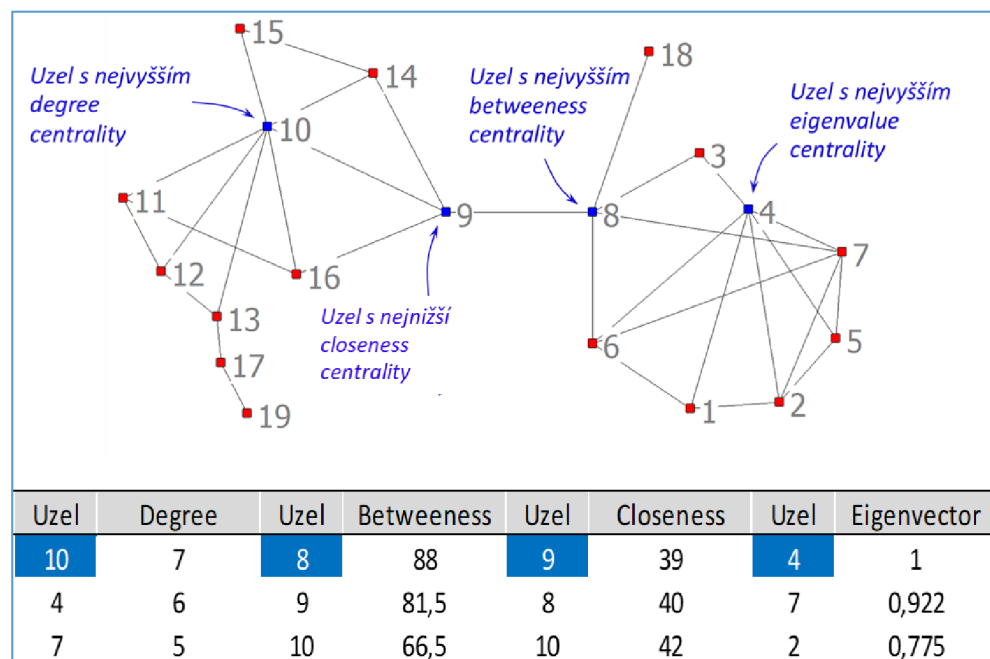 15
14
18
Uzel s nejvyšším
degree
centrality
10
Uzel s nejvyšším
betweeness
centrality
Uzel s nejvyšším
eigenvalue
centrality
3
11
9
8
4
12
16
7
13
Uzel s nejnižší
closeness
centrality
6
5
17
19
1
2
Uzel Degree Uzel Betweeness Uzel Closeness Uzel Eigenvector
10 7 8 88 9 39 4 1
4 6 9 81,5 8 40 7 0,922
7 5 10 66,5 10 42 2 0,775